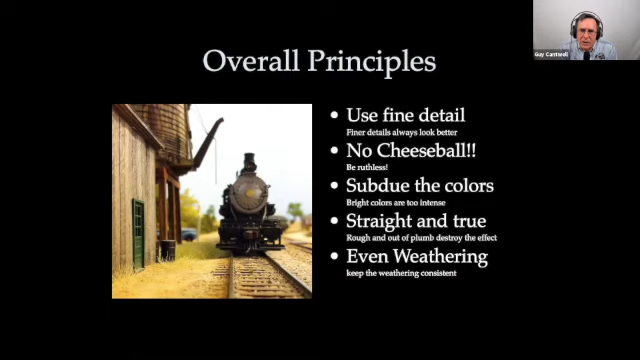 Guy Cantwell
Overall Principles
• Use fine detail
Finer details always look better
• No Cheeseball!!
Be ruthless!
• Subdue the colors
Bright colors are too intense
• Straight and true
Rough and out of plumb destroy the effect
• Even Weathering
keep the weathering consistent